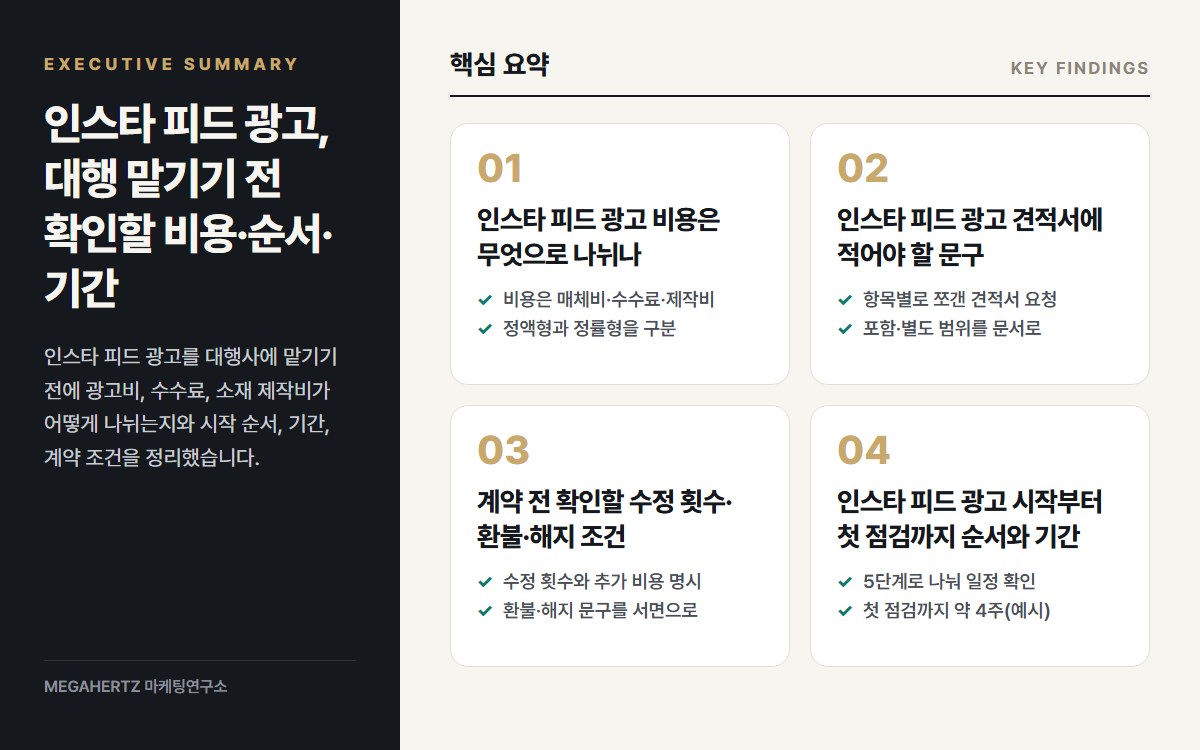 EXECUTIVE SUMMARY
인스타 피드 광고,
대행 맡기기 전
확인할 비용·순서·
기간
인스타 피드 광고를 대행사에 맡기기
전에 광고비, 수수료, 소재 제작비가
어떻게 나뉘는지와 시작 순서, 기간,
계약 조건을 정리했습니다.
MEGAHERTZ 마케팅연구소
핵심 요약
KEY FINDINGS
01
인스타 피드 광고 비용은
무엇으로 나뉘나
✓ 비용은 매체비·수수료·제작비
✓ 정액형과 정률형을 구분
02
인스타 피드 광고 견적서에
적어야 할 문구
✓ 항목별로 쪼갠 견적서 요청
✓ 포함·별도 범위를 문서로
03
계약 전 확인할 수정 횟수·
환불·해지 조건
✓ 수정 횟수와 추가 비용 명시
✓ 환불·해지 문구를 서면으로
04
인스타 피드 광고 시작부터
첫 점검까지 순서와 기간
✓ 5단계로 나눠 일정 확인
✓ 첫 점검까지 약 4주(예시)